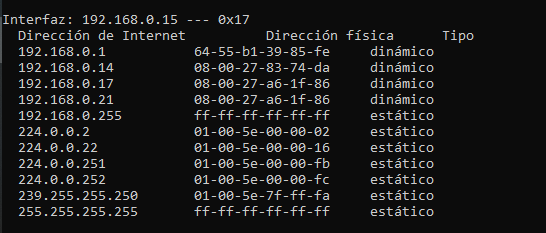 Interfaz: 192.168.0.15 --- 0x17
Dirección de Internet Dirección física Tipo
192.168.0.1 64-55-b1-39-85-fe dinámico
192.168.0.14 08-00-27-83-74-da dinámico
192.168.0.17 08-00-27-a6-1f-86 dinámico
192.168.0.21 08-00-27-a6-1f-86 dinámico
192.168.0.255 ff-ff-ff-ff-ff-ff estático
224.0.0.2 01-00-5e-00-00-02 estático
224.0.0.22 01-00-5e-00-00-16 estático
224.0.0.251 01-00-5e-00-00-fb estático
224.0.0.252 01-00-5e-00-00-fc estático
239.255.255.250 01-00-5e-7f-ff-fa estático
255.255.255.255 ff-ff-ff-ff-ff-ff estático